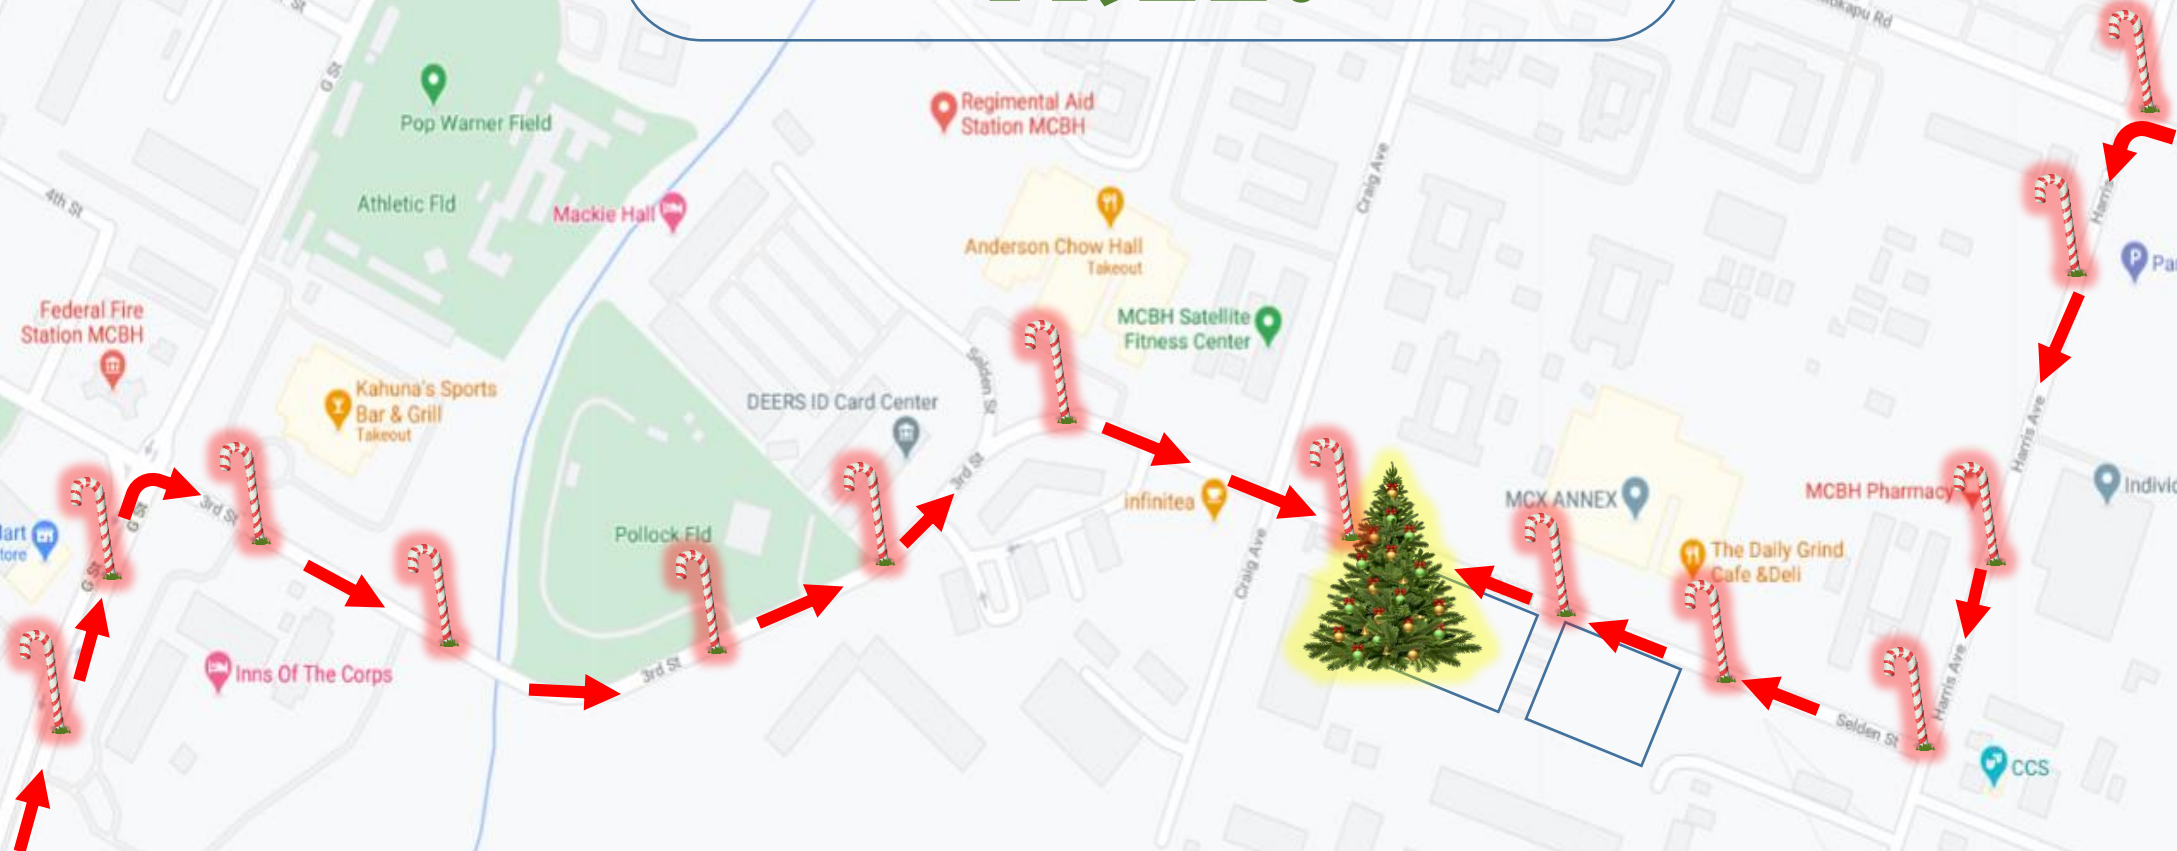 G St
Pop Warner Field
Athletic Fld
4th St
Mackie Hall
Regimental Aid
Station MCBH
Anderson Chow Hall
Takeout
Craig Ave
MCBH Satellite
Fitness Center
Harris
P
Federal Fire
Station MCBH
Kahuna's Sports
Bar & Grill
Takeout
DEERS ID Card Center
Selden St
3rd St
3rd St
G St
Pollock Fld
infinitea
Craig Ave
MCX ANNEX
The Daily Grind
Cafe &Deli
MCBH Pharmacy
Harris Ave
Inns Of The Corps
3rd St
Harris Ave
Selden St
CCS